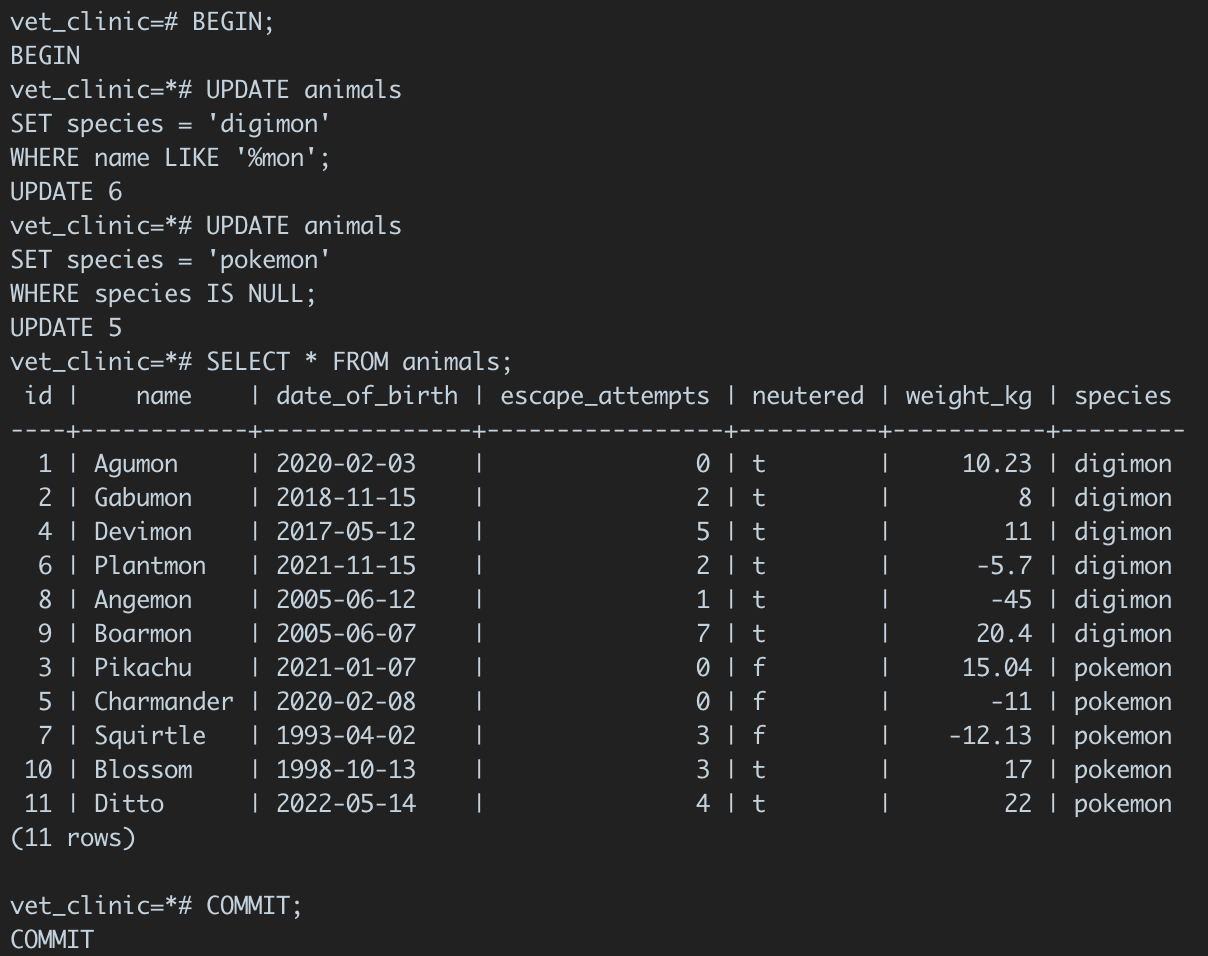 vet_clinic=# BEGIN;
BEGIN
vet_clinic=*# UPDATE animals
SET species = 'digimon'
WHERE name LIKE '%mon';
UPDATE 6
vet_clinic=*# UPDATE animals
SET species = 'pokemon'
WHERE species IS NULL;
UPDATE 5
vet_clinic=*# SELECT * FROM animals;
 id |    name    | date_of_birth | escape_attempts | neutered | weight_kg | species
----+------------+---------------+-----------------+----------+-----------+---------
  1 | Agumon     | 2020-02-03    |               0 | t        |     10.23 | digimon
  2 | Gabumon    | 2018-11-15    |               2 | t        |         8 | digimon
  4 | Devimon    | 2017-05-12    |               5 | t        |        11 | digimon
  6 | Plantmon   | 2021-11-15    |               2 | t        |      -5.7 | digimon
  8 | Angemon    | 2005-06-12    |               1 | t        |       -45 | digimon
  9 | Boarmon    | 2005-06-07    |               7 | t        |      20.4 | digimon
  3 | Pikachu    | 2021-01-07    |               0 | f        |     15.04 | pokemon
  5 | Charmander | 2020-02-08    |               0 | f        |       -11 | pokemon
  7 | Squirtle   | 1993-04-02    |               3 | f        |    -12.13 | pokemon
 10 | Blossom    | 1998-10-13    |               3 | t        |        17 | pokemon
 11 | Ditto      | 2022-05-14    |               4 | t        |        22 | pokemon
(11 rows)

vet_clinic=*# COMMIT;
COMMIT